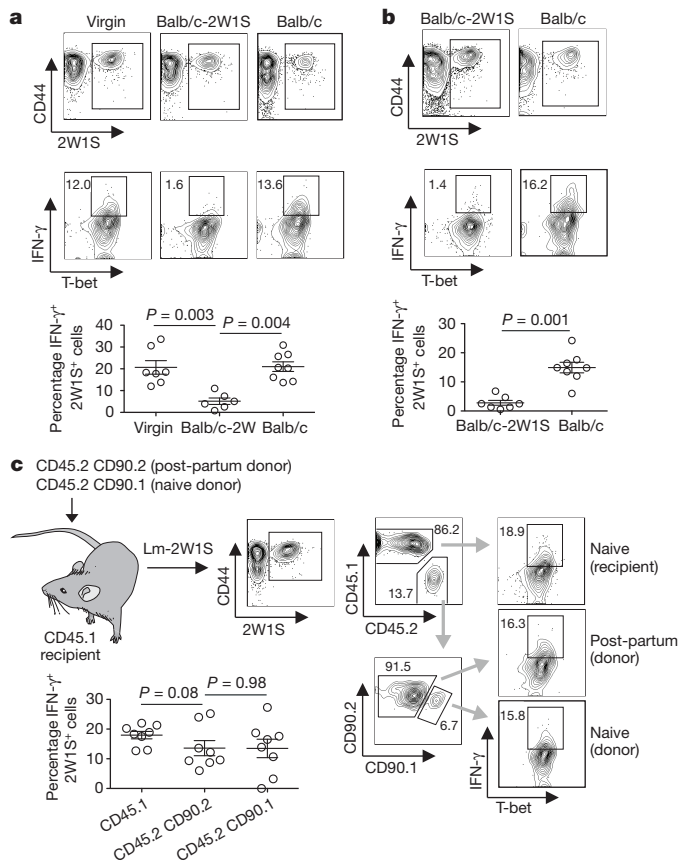 a
Virgin
Balb/c-2W1S
Balb/c
CD44
2W1S
12.0
1.6
13.6
IFN-γ
T-bet
Percentage IFN-γ+
2W1S+ cells
40
30
20
10
0
P = 0.003
P = 0.004
Virgin
Balb/c-2W
Balb/c
b
Balb/c-2W1S
Balb/c
CD44
2W1S
1.4
16.2
IFN-γ
T-bet
Percentage IFN-γ+
2W1S+ cells
30
20
10
0
P = 0.001
Balb/c-2W1S
Balb/c
c
CD45.2 CD90.2 (post-partum donor)
CD45.2 CD90.1 (naive donor)
Lm-2W1S
CD45.1
recipient
CD44
2W1S
86.2
13.7
CD45.1
CD45.2
91.5
6.7
CD90.2
CD90.1
18.9
Naive
(recipient)
16.3
Post-partum
(donor)
15.8
Naive
(donor)
IFN-γ
T-bet
Percentage IFN-γ+
2W1S+ cells
30
20
10
0
P = 0.08
P = 0.98
CD45.1
CD45.2 CD90.2
CD45.2 CD90.1